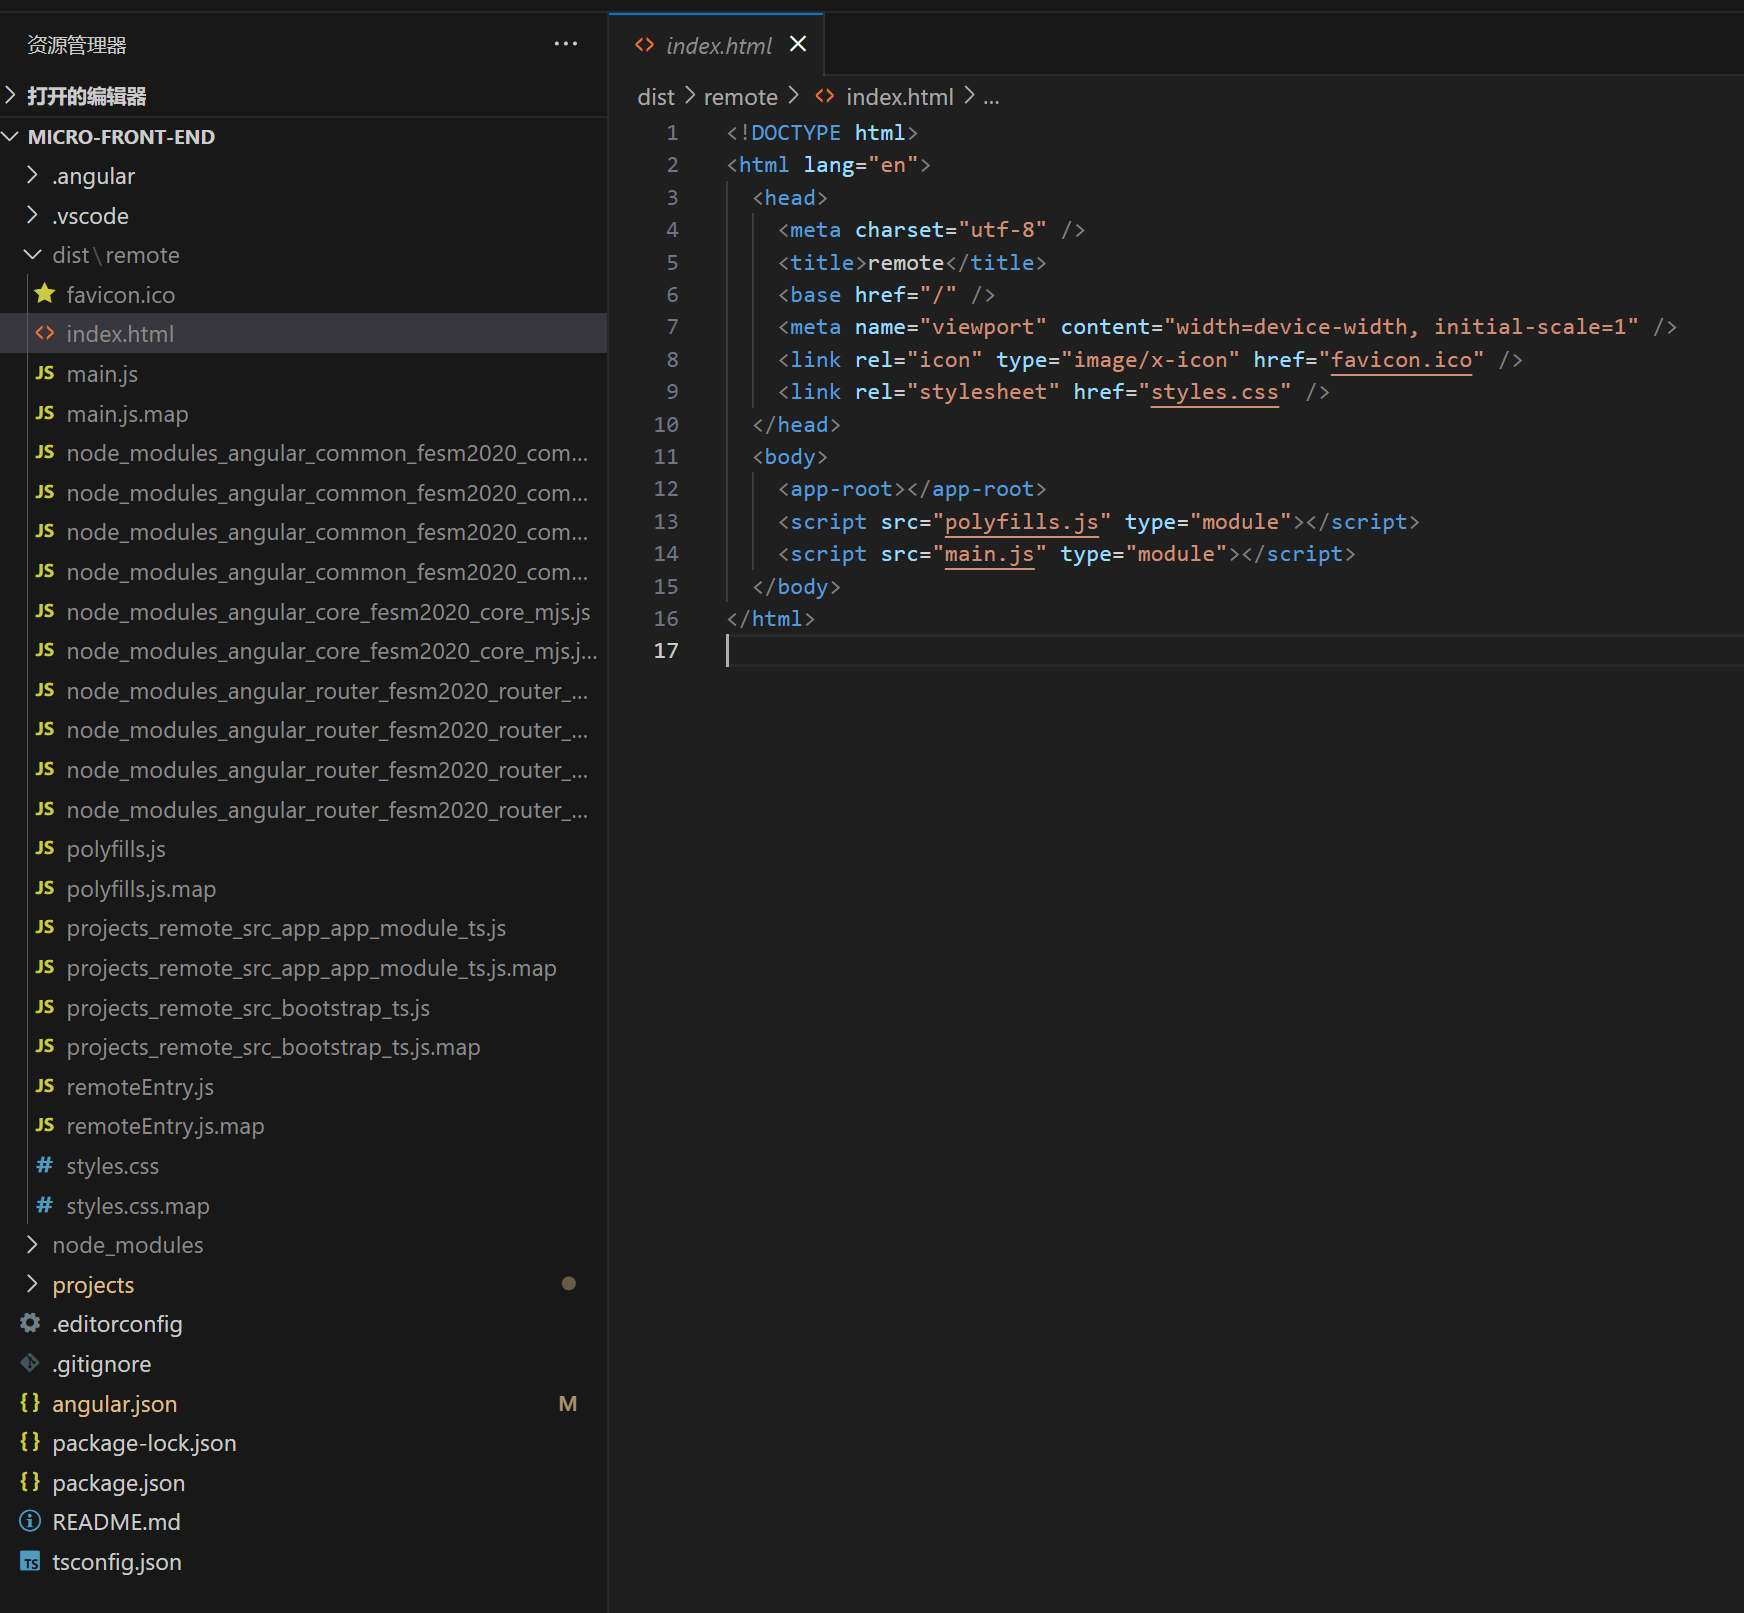 资源管理器
打开的编辑器
MICRO-FRONT-END
.angular
.vscode
dist\remote
favicon.ico
index.html
JS main.js
JS main.js.map
JS node_modules_angular_common_fesm2020_com...
JS node_modules_angular_common_fesm2020_com...
JS node_modules_angular_common_fesm2020_com...
JS node_modules_angular_common_fesm2020_com...
JS node_modules_angular_core_fesm2020_core_mjs.js
JS node_modules_angular_core_fesm2020_core_mjs.j...
JS node_modules_angular_router_fesm2020_router_...
JS node_modules_angular_router_fesm2020_router_...
JS node_modules_angular_router_fesm2020_router_...
JS node_modules_angular_router_fesm2020_router_...
JS polyfills.js
JS polyfills.js.map
JS projects_remote_src_app_app_module_ts.js
JS projects_remote_src_app_app_module_ts.js.map
JS projects_remote_src_bootstrap_ts.js
JS projects_remote_src_bootstrap_ts.js.map
JS remoteEntry.js
JS remoteEntry.js.map
# styles.css
# styles.css.map
node_modules
projects
.editorconfig
.gitignore
{} angular.json M
{} package-lock.json
{} package.json
README.md
TS tsconfig.json
<> index.html
dist > remote > <> index.html > ...
1 <!DOCTYPE html>
2 <html lang="en">
3 <head>
4 <meta charset="utf-8" />
5 <title>remote</title>
6 <base href="/" />
7 <meta name="viewport" content="width=device-width, initial-scale=1" />
8 <link rel="icon" type="image/x-icon" href="favicon.ico" />
9 <link rel="stylesheet" href="styles.css" />
10 </head>
11 <body>
12 <app-root></app-root>
13 <script src="polyfills.js" type="module"></script>
14 <script src="main.js" type="module"></script>
15 </body>
16 </html>
17